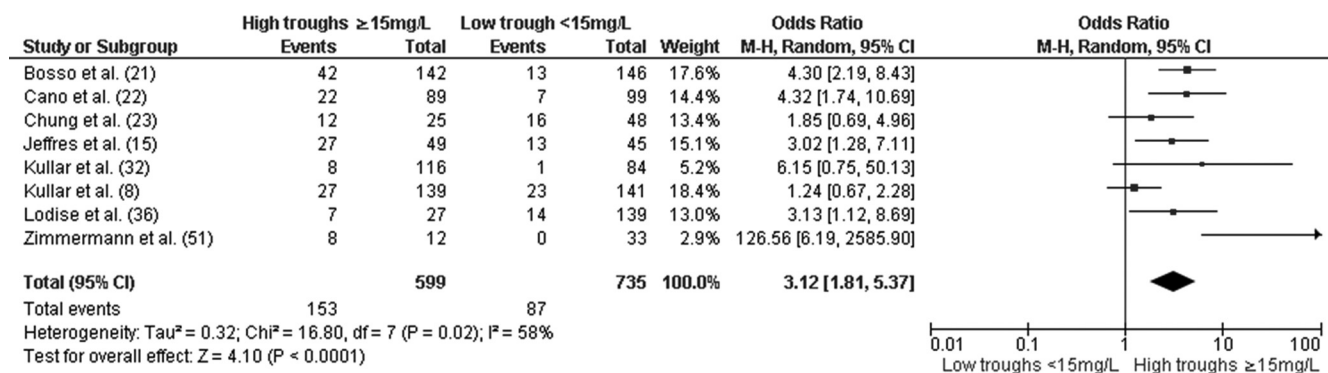 High troughs ≥15mg/L Low trough <15mg/L Odds Ratio Odds Ratio
Study or Subgroup Events Total Events Total Weight M-H, Random, 95% CI M-H, Random, 95% CI
Bosso et al. (21) 42 142 13 146 17.6% 4.30 [2.19, 8.43]
Cano et al. (22) 22 89 7 99 14.4% 4.32 [1.74, 10.69]
Chung et al. (23) 12 25 16 48 13.4% 1.85 [0.69, 4.96]
Jeffres et al. (15) 27 49 13 45 15.1% 3.02 [1.28, 7.11]
Kullar et al. (32) 8 116 1 84 5.2% 6.15 [0.75, 50.13]
Kullar et al. (8) 27 139 23 141 18.4% 1.24 [0.67, 2.28]
Lodise et al. (36) 7 27 14 139 13.0% 3.13 [1.12, 8.69]
Zimmermann et al. (51) 8 12 0 33 2.9% 126.56 [6.19, 2585.90]
Total (95% CI) 599 735 100.0% 3.12 [1.81, 5.37]
Total events 153 87
Heterogeneity: Tau² = 0.32; Chi² = 16.80, df = 7 (P = 0.02); I² = 58%
Test for overall effect: Z = 4.10 (P < 0.0001)
0.01 0.1 1 10 100
Low troughs <15mg/L High troughs ≥15mg/L